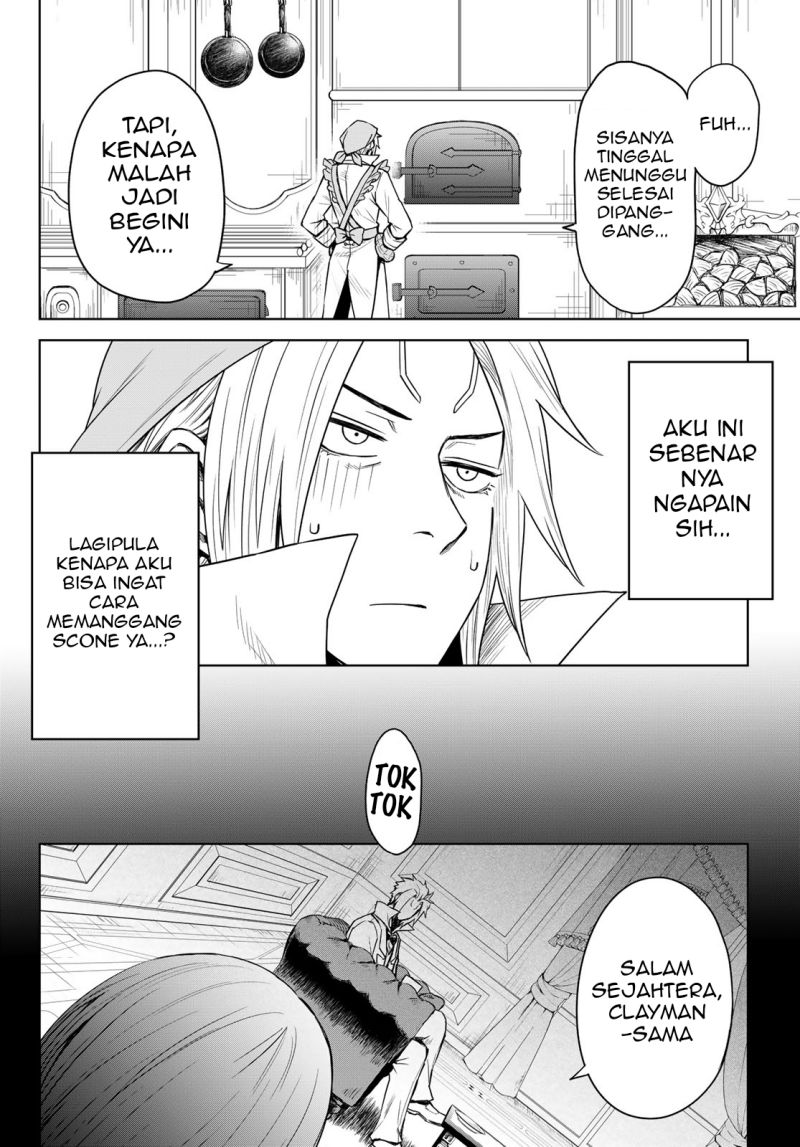 FUH...
SISANYA
TINGGAL
MENUNGGU
SELESAI
DIPANG-
GANG...
TAPI,
KENAPA
MALAH
JADI
BEGINI
YA...
AKU INI
SEBENAR
NYA
NGAPAIN
SIH...
LAGIPULA
KENAPA AKU
BISA INGAT
CARA
MEMANGGANG
SCONE YA...?
TOK
TOK
SALAM
SEJAHTERA,
CLAYMAN
-SAMA